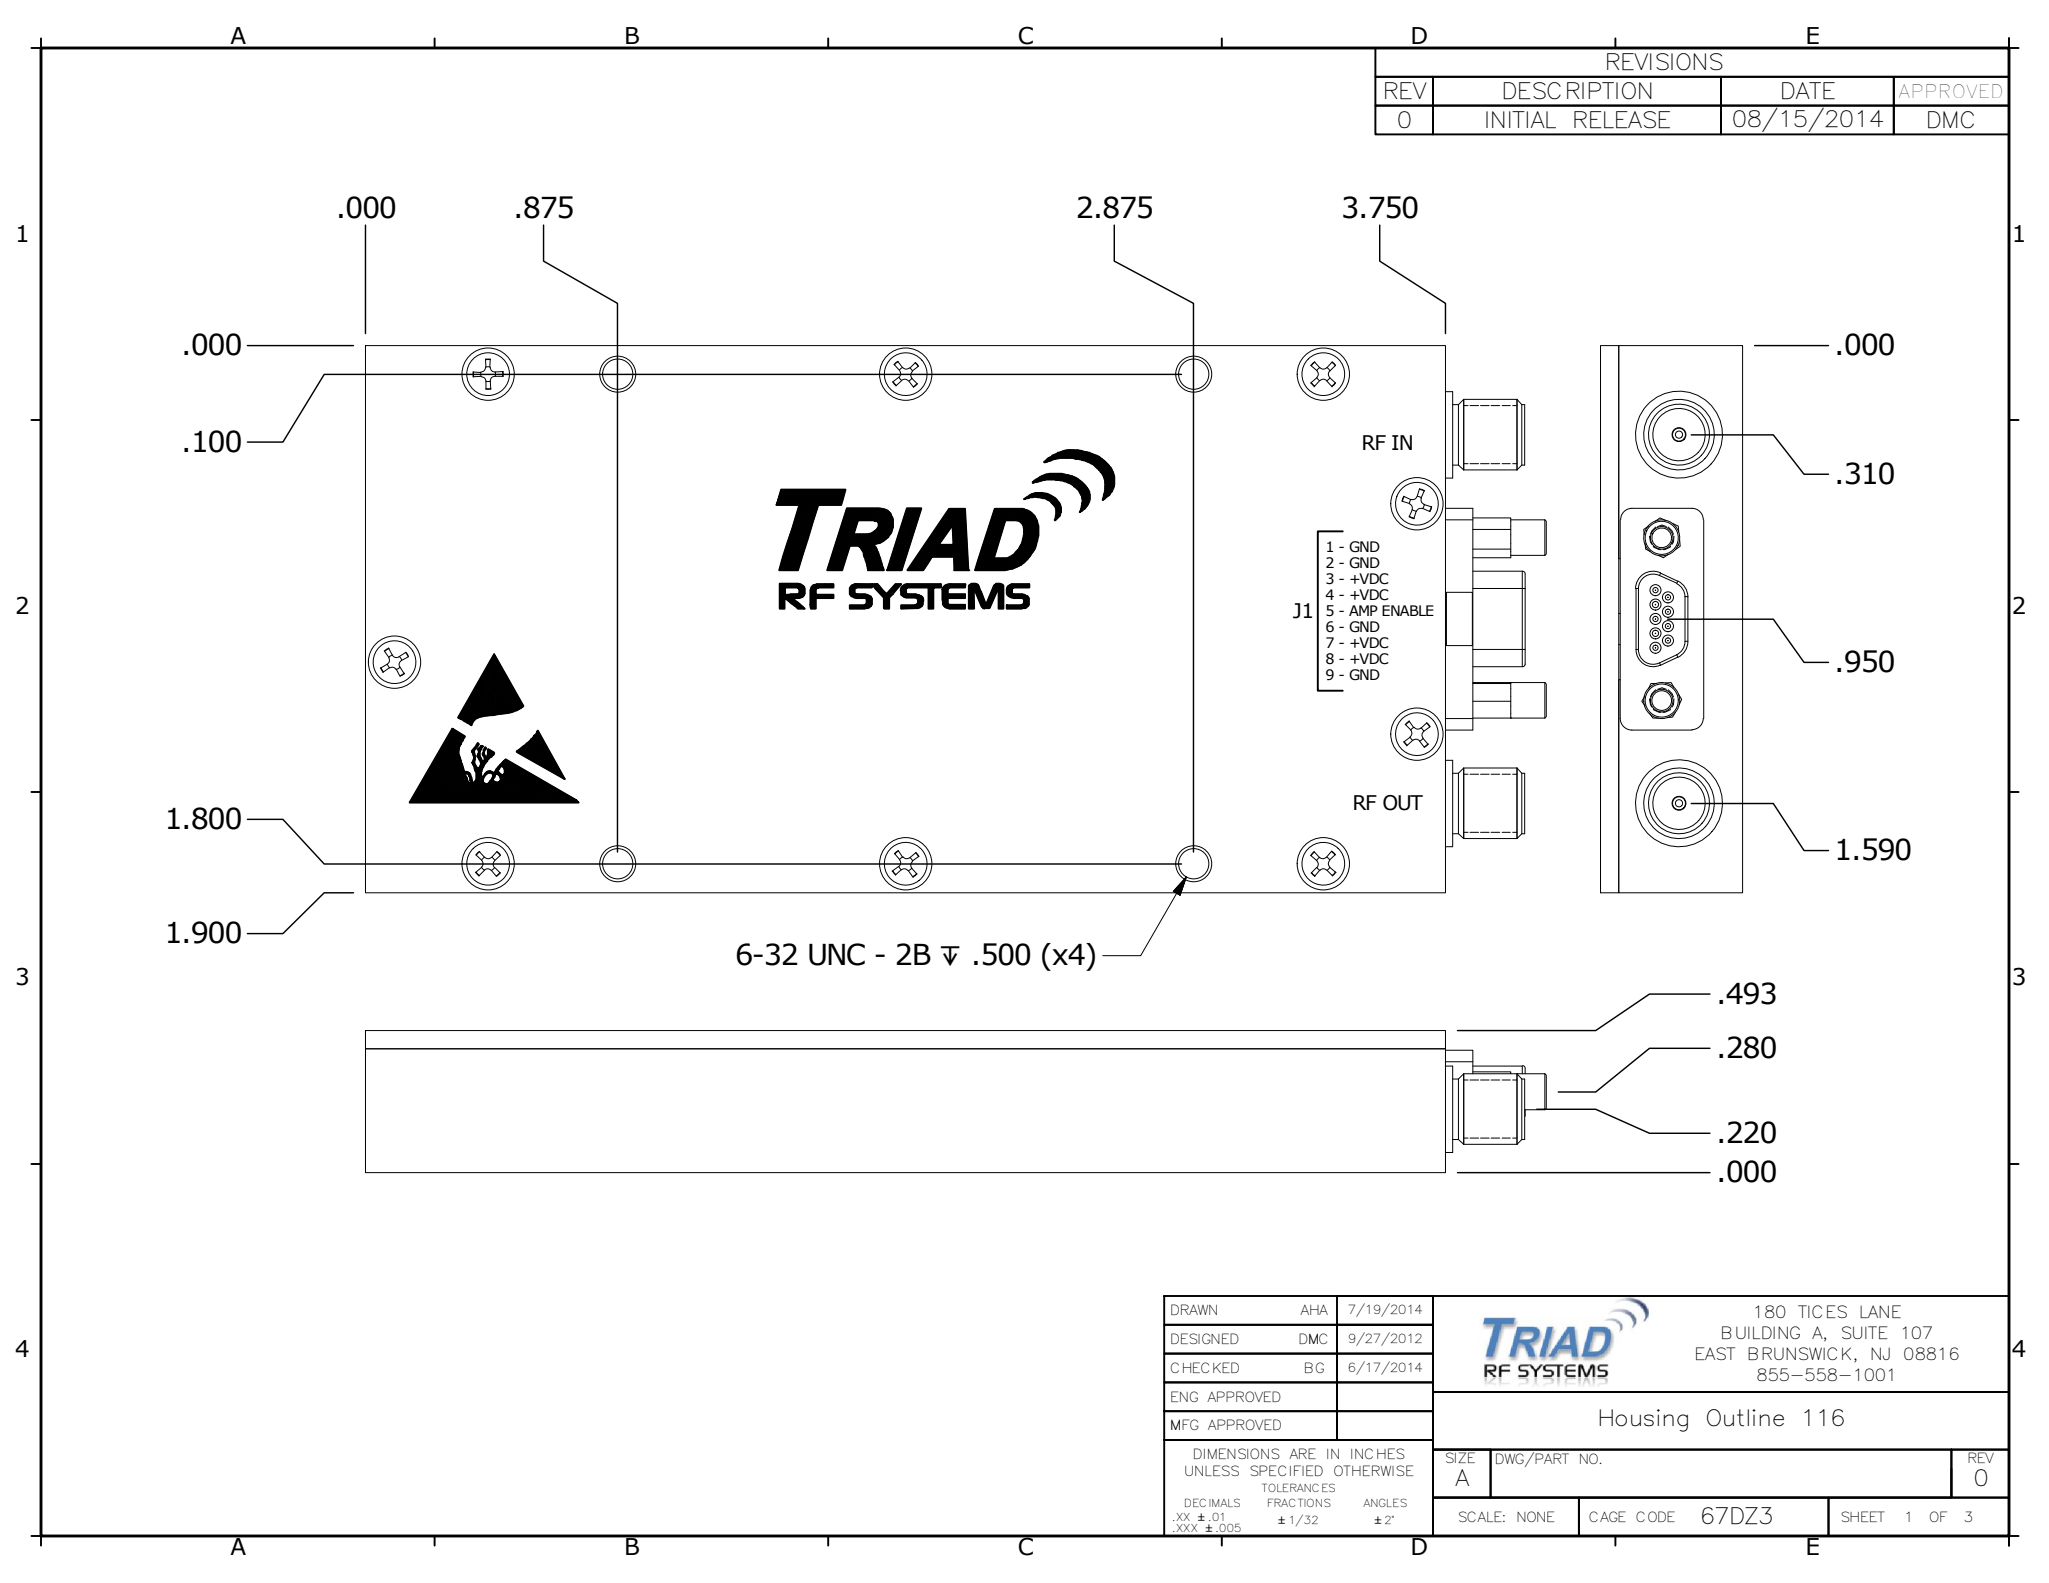 A B C D E
REVISIONS
REV DESCRIPTION DATE APPROVED
0 INITIAL RELEASE 08/15/2014 DMC
.000 .875 2.875 3.750
1 1
.000 .000
.100
RF IN
.310
TRIAD
RF SYSTEMS
1 - GND
2 - GND
3 - +VDC
4 - +VDC
J1 5 - AMP ENABLE
6 - GND
7 - +VDC
8 - +VDC
9 - GND
2 2
.950
RF OUT
1.800
1.590
1.900
6-32 UNC - 2B ↧ .500 (x4)
3 3
.493
.280
.220
.000
DRAWN AHA 7/19/2014
DESIGNED DMC 9/27/2012
CHECKED BG 6/17/2014
ENG APPROVED
MFG APPROVED
DIMENSIONS ARE IN INCHES
UNLESS SPECIFIED OTHERWISE
TOLERANCES
DECIMALS FRACTIONS ANGLES
.XX ±.01
.XXX ±.005
±1/32 ±2°
TRIAD
RF SYSTEMS
180 TICES LANE
BUILDING A, SUITE 107
EAST BRUNSWICK, NJ 08816
855-558-1001
4 4
Housing Outline 116
SIZE
A
DWG/PART NO.
REV
0
SCALE: NONE CAGE CODE 67DZ3 SHEET 1 OF 3
A B C D E